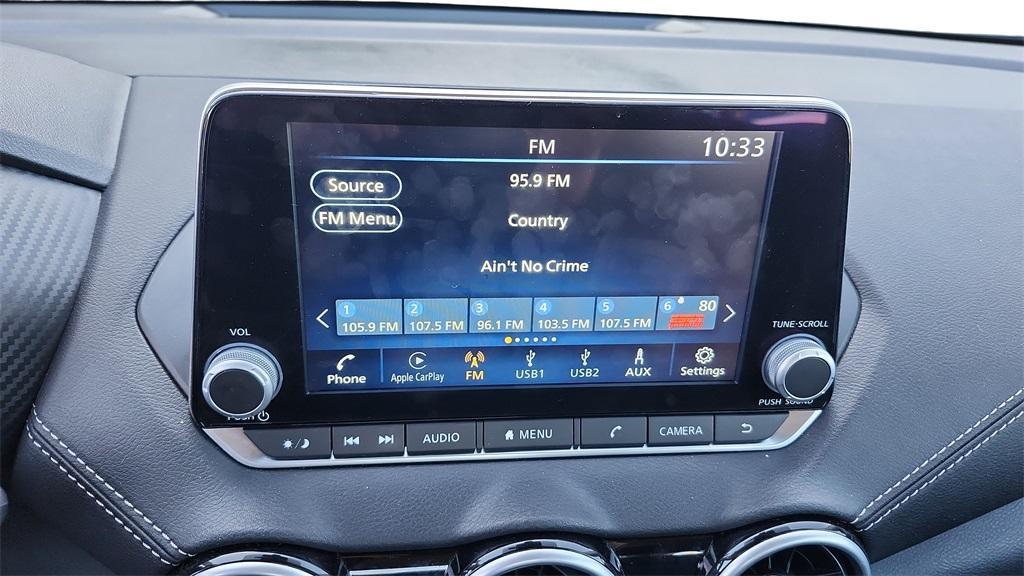 FM 10:33
Source 95.9 FM
FM Menu Country
Ain't No Crime
1 2 3 4 5 6 80
105.9 FM 107.5 FM 96.1 FM 103.5 FM 107.5 FM
Phone Apple CarPlay FM USB1 USB2 AUX Settings
VOL
TUNE·SCROLL
PUSH
PUSH SOUND
AUDIO MENU CAMERA